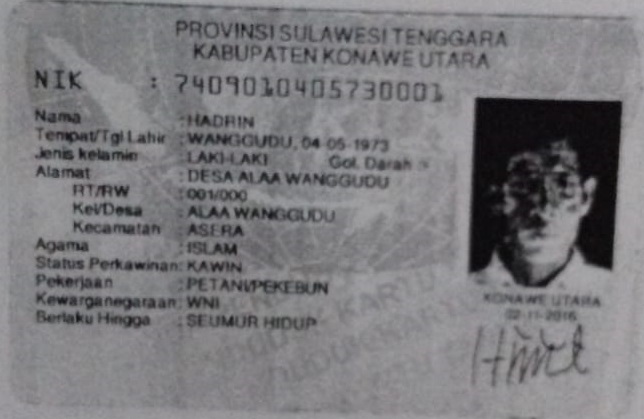 PROVINSI SULAWESI TENGGARA
KABUPATEN KONAWE UTARA
NIK : 7409010405730001
Nama : HADRIN
Tempat/Tgl Lahir : WANGGUDU, 04-05-1973
Jenis kelamin : LAKI-LAKI Gol. Darah :-
Alamat : DESA ALAA WANGGUDU
RT/RW : 001/000
Kel/Desa : ALAA WANGGUDU
Kecamatan : ASERA
Agama : ISLAM
Status Perkawinan: KAWIN
Pekerjaan : PETANI/PEKEBUN
Kewarganegaraan: WNI
Berlaku Hingga : SEUMUR HIDUP
KONAWE UTARA
02-11-2016